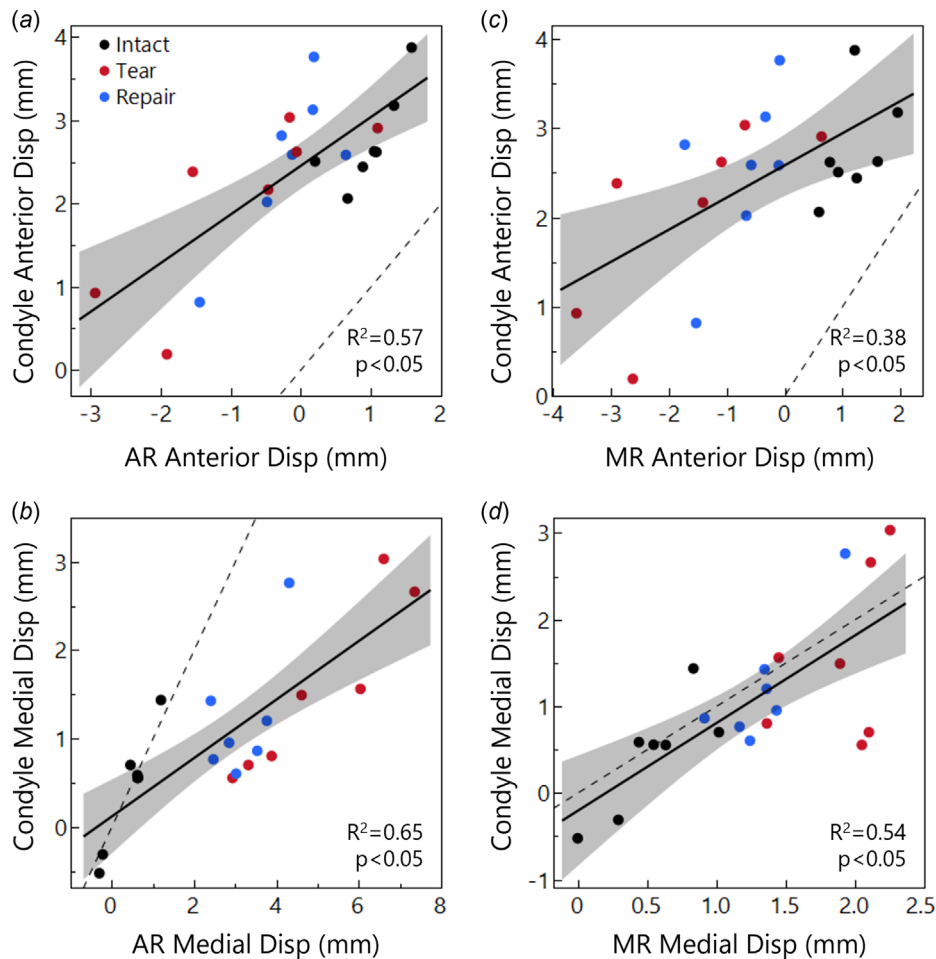 (a)
Intact
Tear
Repair
4
3
2
1
0
Condyle Anterior Disp (mm)
R²=0.57
p<0.05
-3 -2 -1 0 1 2
AR Anterior Disp (mm)
(c)
4
3
2
1
0
Condyle Anterior Disp (mm)
R²=0.38
p<0.05
-4 -3 -2 -1 0 1 2
MR Anterior Disp (mm)
(b)
3
2
1
0
Condyle Medial Disp (mm)
R²=0.65
p<0.05
0 2 4 6 8
AR Medial Disp (mm)
(d)
3
2
1
0
-1
Condyle Medial Disp (mm)
R²=0.54
p<0.05
0 0.5 1.0 1.5 2.0 2.5
MR Medial Disp (mm)